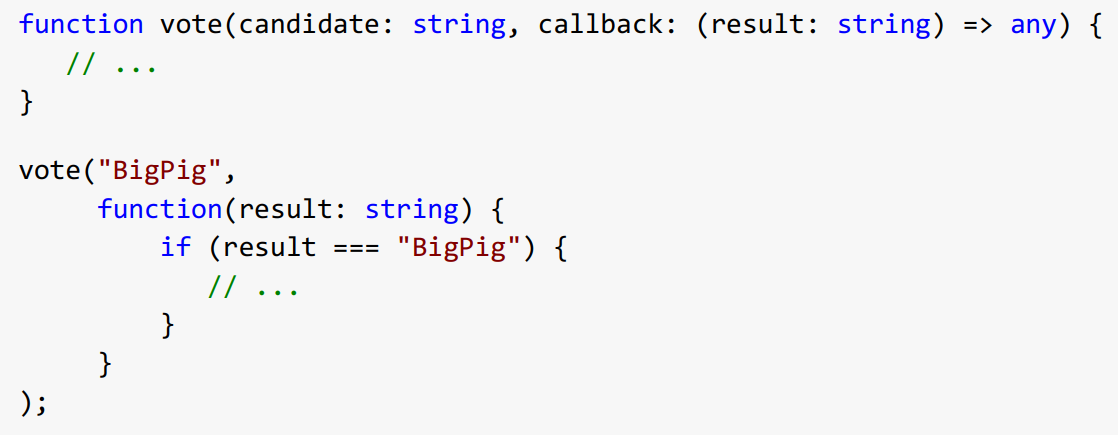 function vote(candidate: string, callback: (result: string) => any) {
   // ...
}

vote("BigPig",
     function(result: string) {
         if (result === "BigPig") {
            // ...
         }
     }
);